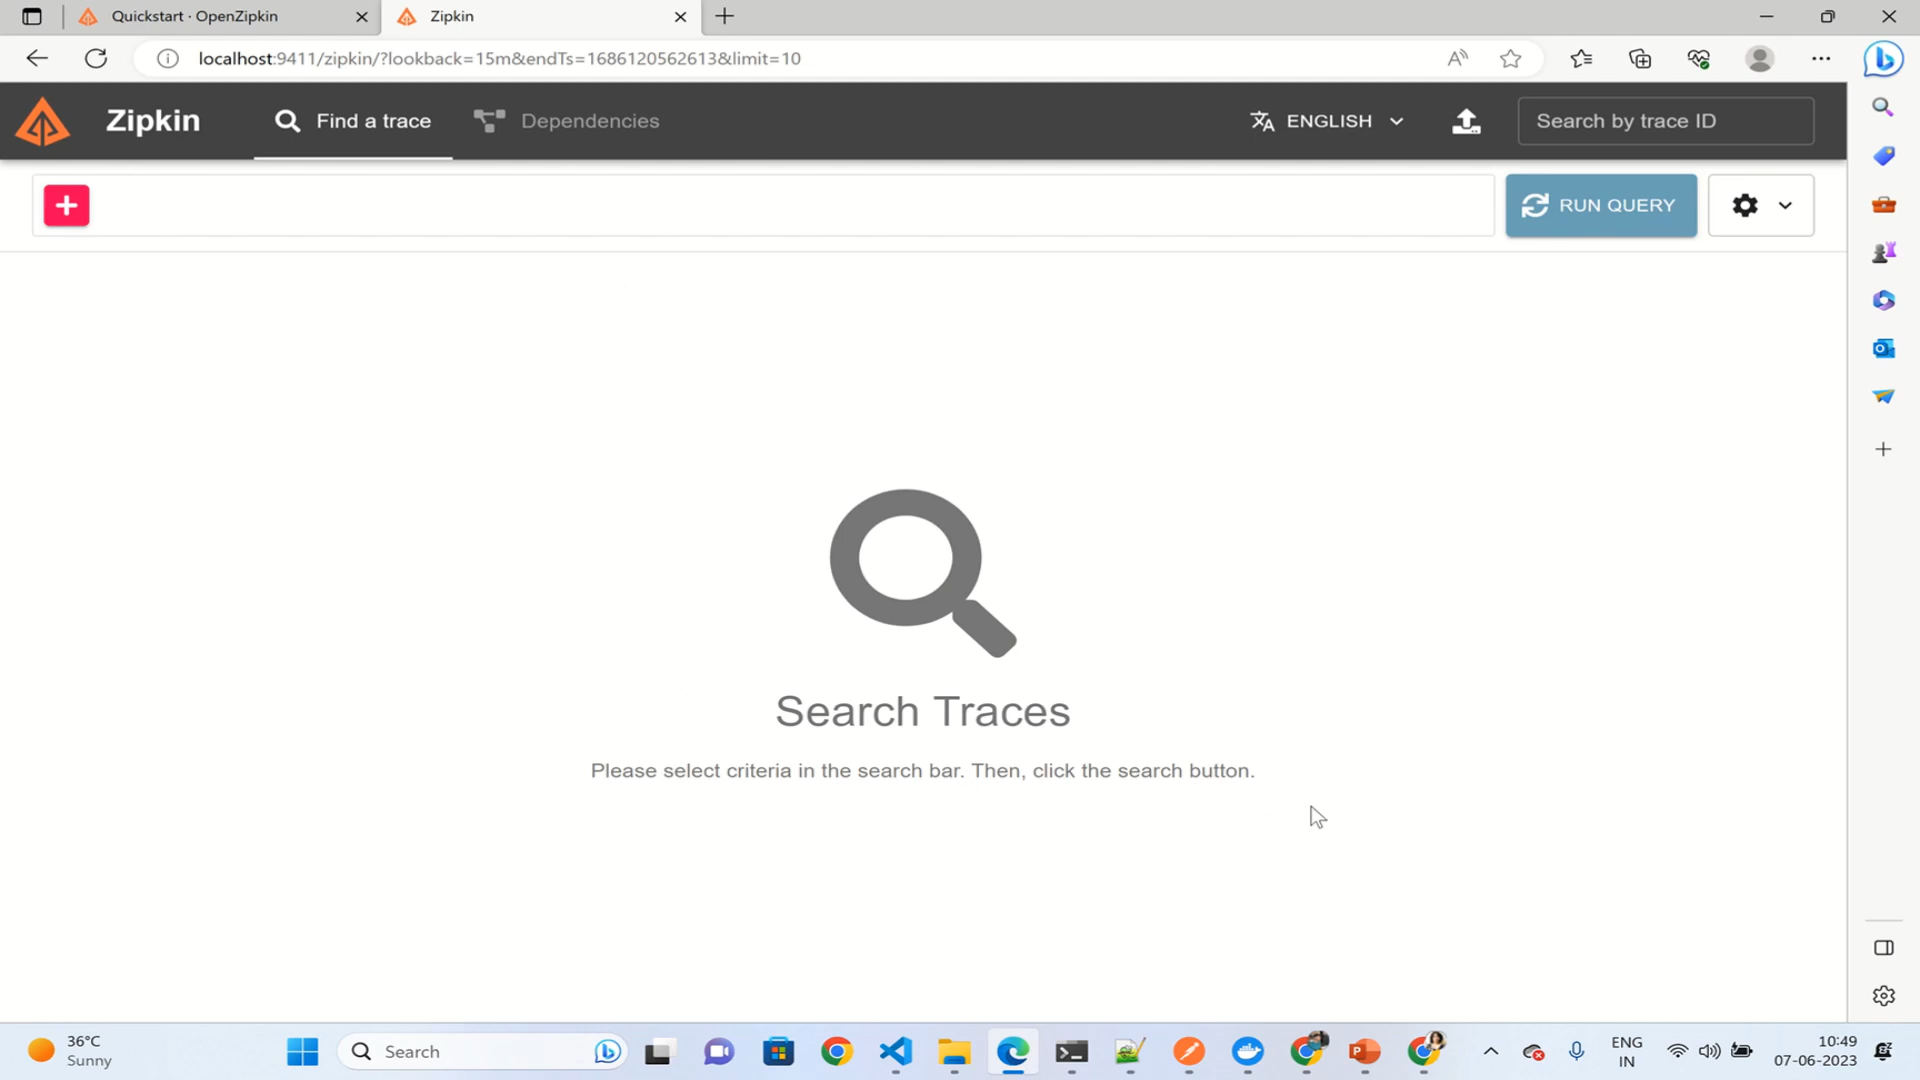 Quickstart · OpenZipkin
Zipkin
localhost:9411/zipkin/?lookback=15m&endTs=1686120562613&limit=10
Zipkin
Find a trace
Dependencies
ENGLISH
Search by trace ID
RUN QUERY
Search Traces
Please select criteria in the search bar. Then, click the search button.
36°C
Sunny
Search
ENG
IN
10:49
07-06-2023